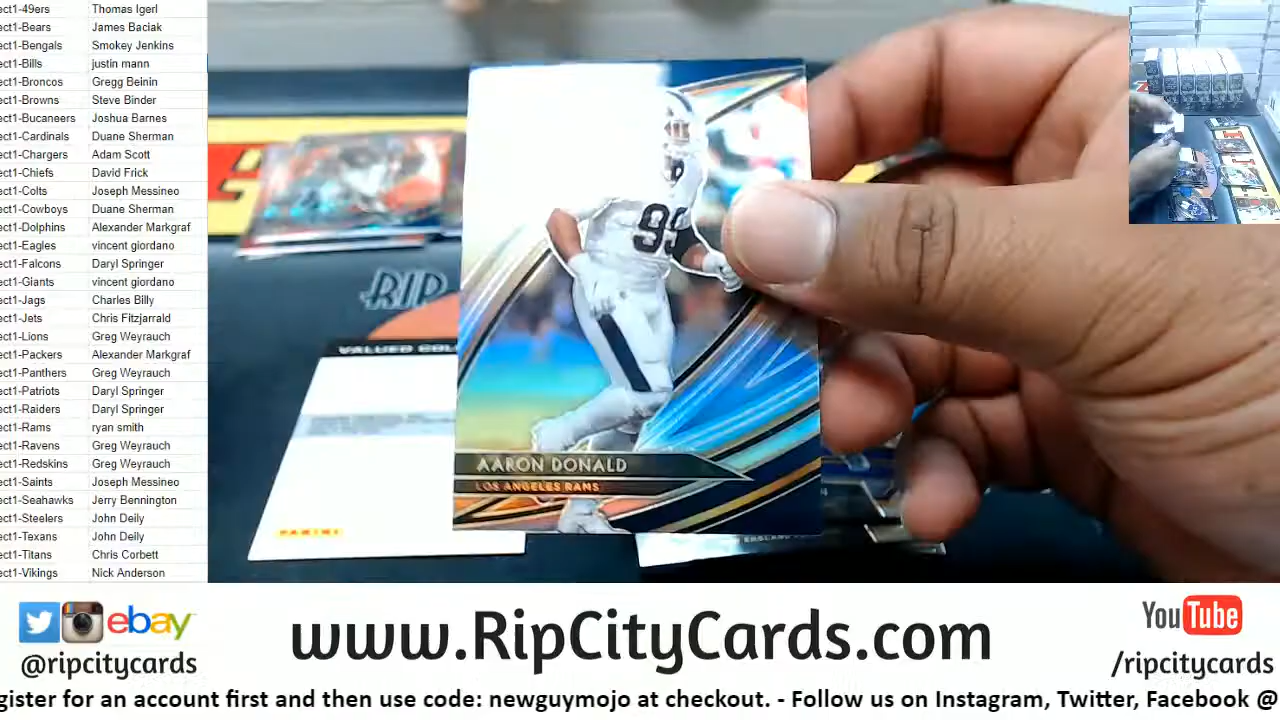 ect1-49ers Thomas Igerl
ect1-Bears James Baciak
ect1-Bengals Smokey Jenkins
ect1-Bills justin mann
ect1-Broncos Gregg Beinin
ect1-Browns Steve Binder
ect1-Bucaneers Joshua Barnes
ect1-Cardinals Duane Sherman
ect1-Chargers Adam Scott
ect1-Chiefs David Frick
ect1-Colts Joseph Messineo
ect1-Cowboys Duane Sherman
ect1-Dolphins Alexander Markgraf
ect1-Eagles vincent giordano
ect1-Falcons Daryl Springer
ect1-Giants vincent giordano
ect1-Jags Charles Billy
ect1-Jets Chris Fitzjarrald
ect1-Lions Greg Weyrauch
ect1-Packers Alexander Markgraf
ect1-Panthers Greg Weyrauch
ect1-Patriots Daryl Springer
ect1-Raiders Daryl Springer
ect1-Rams ryan smith
ect1-Ravens Greg Weyrauch
ect1-Redskins Greg Weyrauch
ect1-Saints Joseph Messineo
ect1-Seahawks Jerry Bennington
ect1-Steelers John Deily
ect1-Texans John Deily
ect1-Titans Chris Corbett
ect1-Vikings Nick Anderson
RIP
VALUED
PANINI
99
AARON DONALD
LOS ANGELES RAMS
ENGLAND
ebay
@ripcitycards
www.RipCityCards.com
YouTube
/ripcitycards
gister for an account first and then use code: newguymojo at checkout. - Follow us on Instagram, Twitter, Facebook @